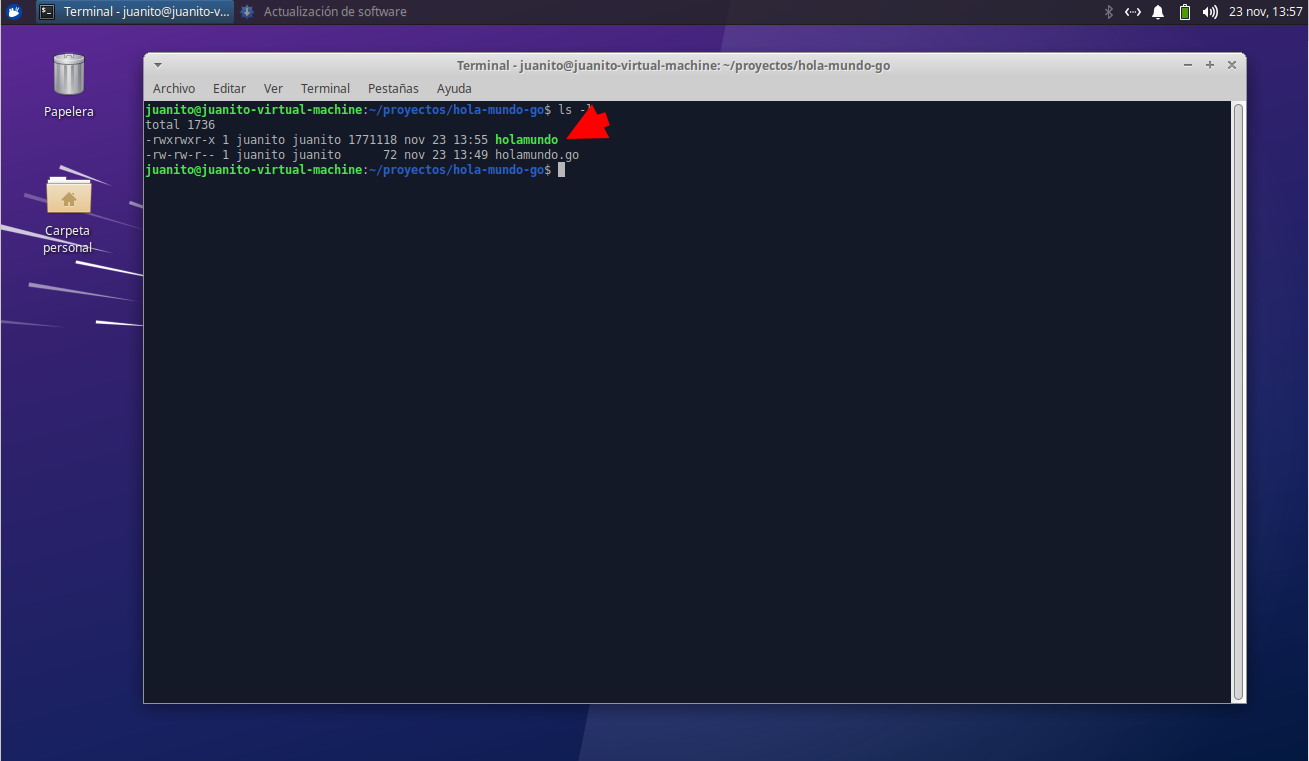 Terminal - juanito@juanito-v...
Actualización de software
23 nov, 13:57
Papelera
Carpeta
personal
Terminal - juanito@juanito-virtual-machine: ~/proyectos/hola-mundo-go
Archivo Editar Ver Terminal Pestañas Ayuda
juanito@juanito-virtual-machine:~/proyectos/hola-mundo-go$ ls -l
total 1736
-rwxrwxr-x 1 juanito juanito 1771118 nov 23 13:55 holamundo
-rw-rw-r-- 1 juanito juanito      72 nov 23 13:49 holamundo.go
juanito@juanito-virtual-machine:~/proyectos/hola-mundo-go$